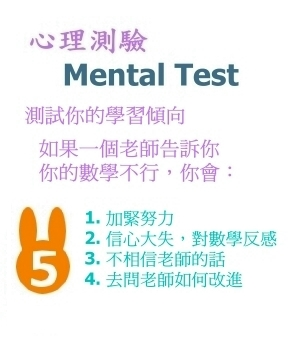 心理測驗
Mental Test
測試你的學習傾向
如果一個老師告訴你
你的數學不行，你會：
5
1. 加緊努力
2. 信心大失，對數學反感
3. 不相信老師的話
4. 去問老師如何改進